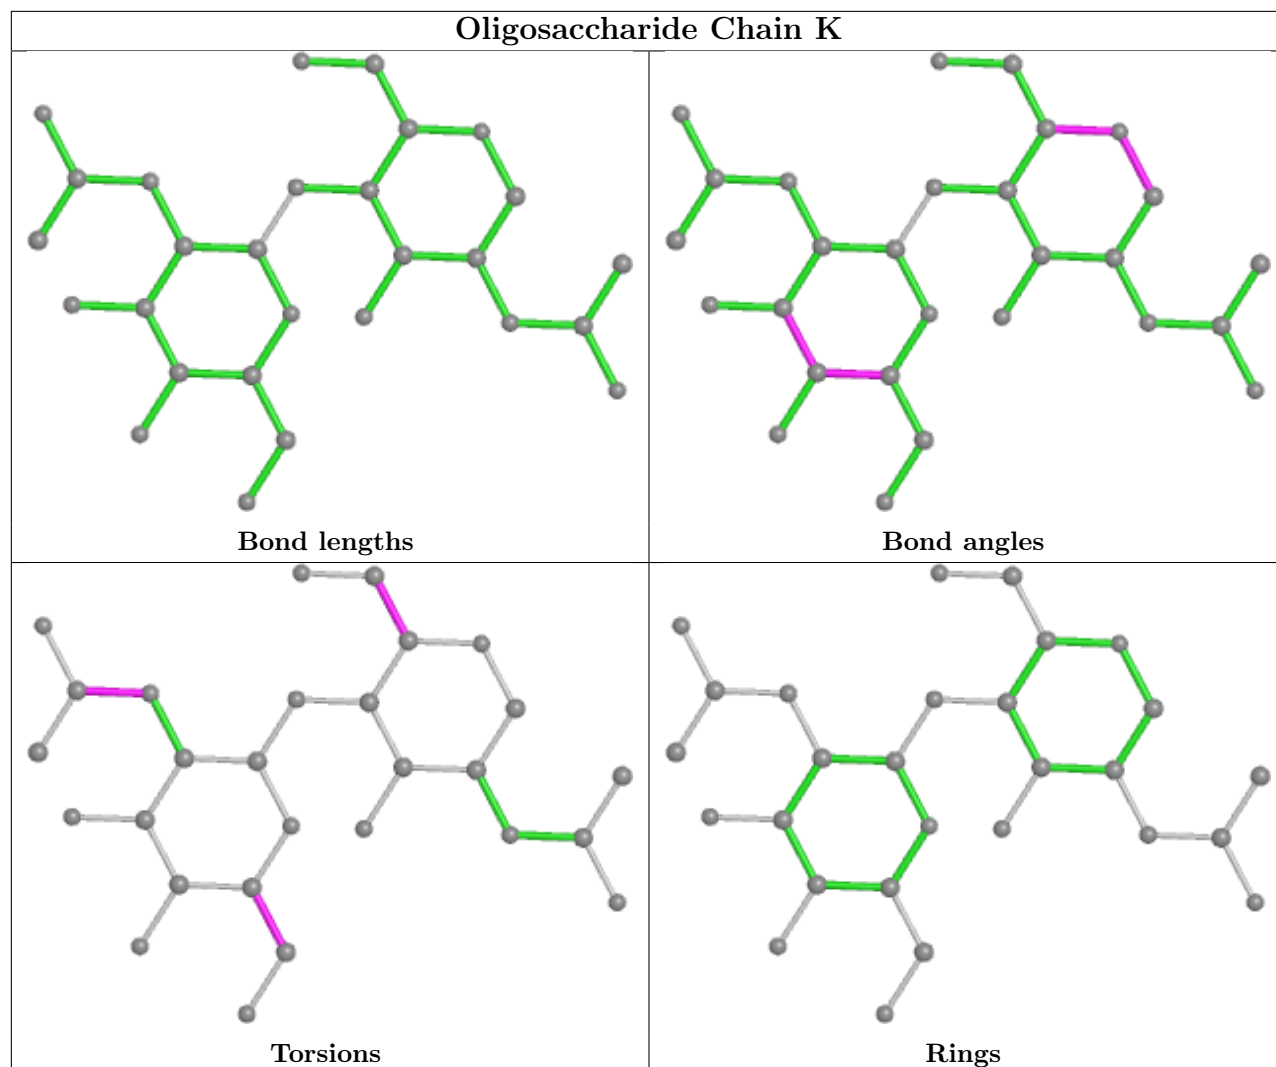 Oligosaccharide Chain K
Bond lengths
Bond angles
Torsions
Rings